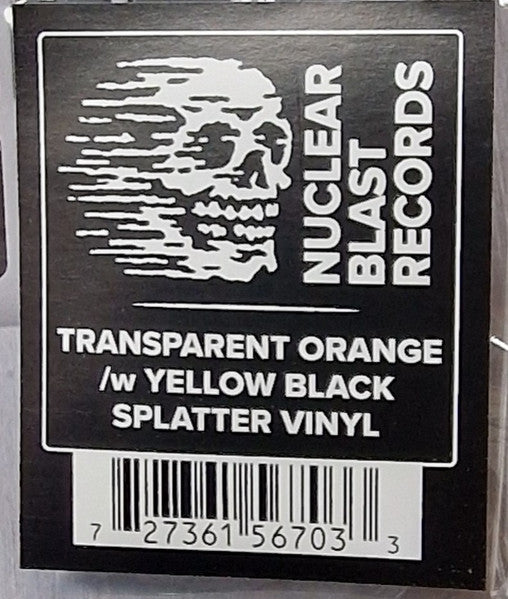 NUCLEAR
BLAST
RECORDS
TRANSPARENT ORANGE
/w YELLOW BLACK
SPLATTER VINYL
7 27361 56703 3